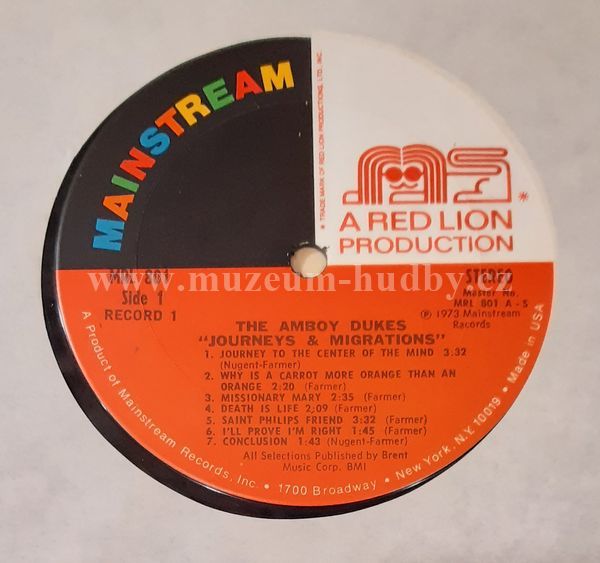 MAINSTREAM
* TRADE MARK OF RED LION PRODUCTIONS, LTD. INC.
*
A RED LION
PRODUCTION
www.muzeum-hudby.cz
Side 1
RECORD 1
STEREO
Master No.
MRL 801 A-S
℗ 1973 Mainstream
Records
THE AMBOY DUKES
"JOURNEYS & MIGRATIONS"
1. JOURNEY TO THE CENTER OF THE MIND 3:32
(Nugent-Farmer)
2. WHY IS A CARROT MORE ORANGE THAN AN
ORANGE 2:20 (Farmer)
3. MISSIONARY MARY 2:35 (Farmer)
4. DEATH IS LIFE 2;09 (Farmer)
5. SAINT PHILIPS FRIEND 3:32 (Farmer)
6. I'LL PROVE I'M RIGHT 1:45 (Farmer)
7. CONCLUSION 1:43 (Nugent-Farmer)
All Selections Published by Brent
Music Corp. BMI
A Product of Mainstream Records, Inc. • 1700 Broadway • New York, N.Y. 10019 • Made in USA